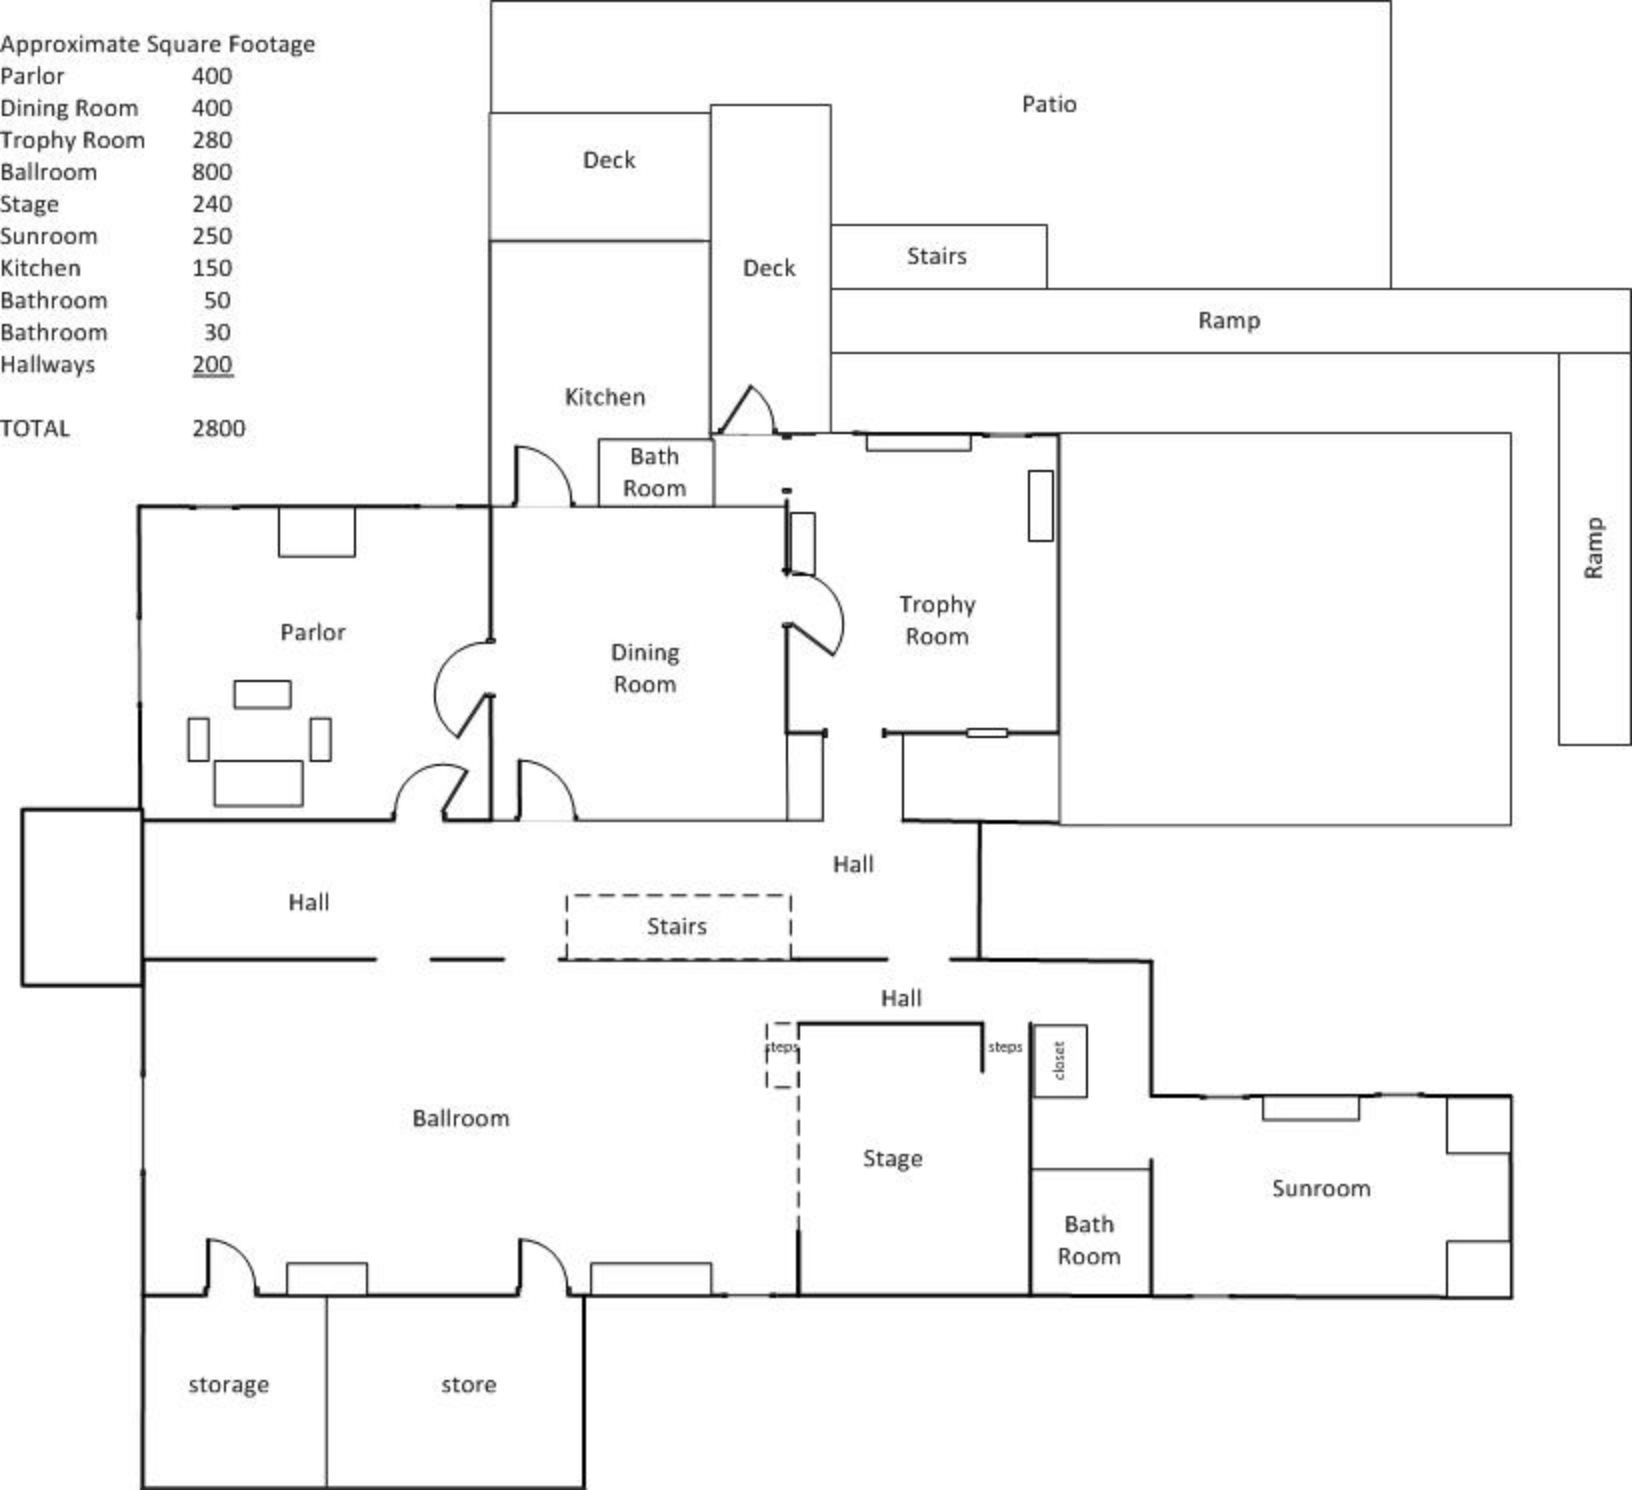 Approximate Square Footage
Parlor 400
Dining Room 400
Trophy Room 280
Ballroom 800
Stage 240
Sunroom 250
Kitchen 150
Bathroom 50
Bathroom 30
Hallways 200
TOTAL 2800
Patio
Deck
Deck
Stairs
Ramp
Kitchen
Bath
Room
Ramp
Parlor
Trophy
Room
Dining
Room
Hall
Hall
Stairs
Hall
steps
steps
closet
Ballroom
Stage
Sunroom
Bath
Room
storage
store